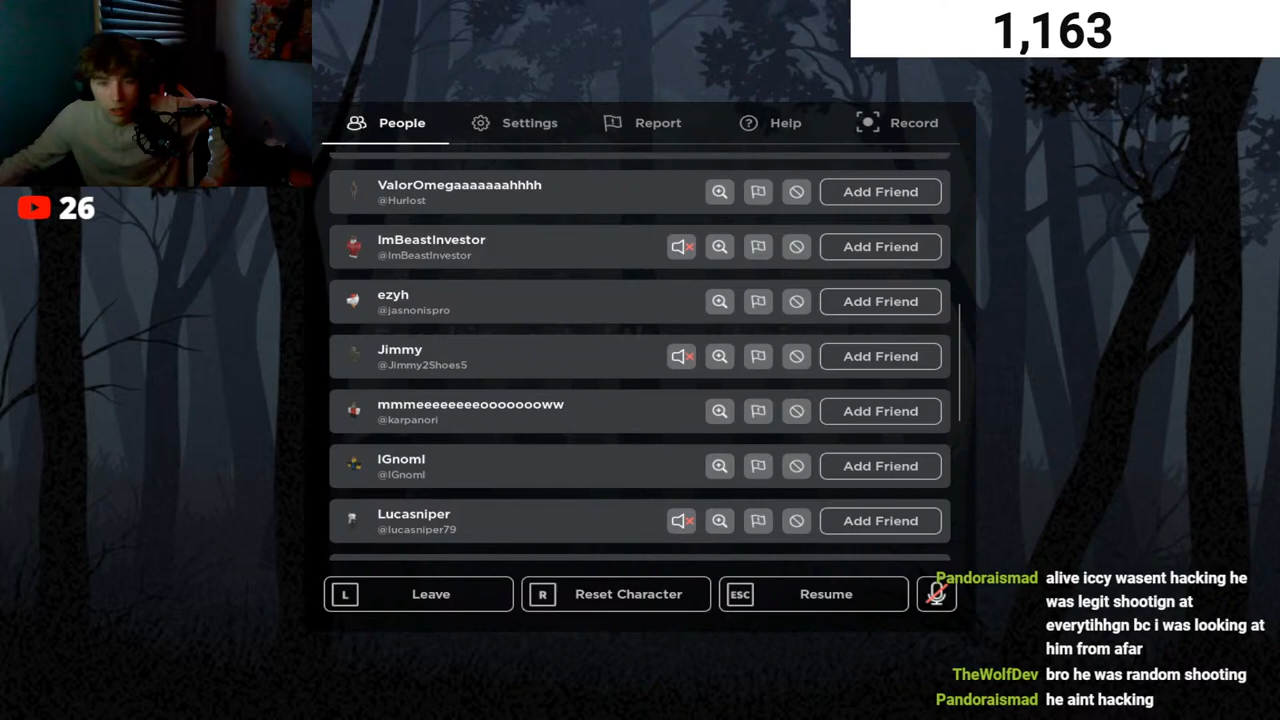 1,163
People
Settings
Report
Help
Record
ValorOmegaaaaaaahhhh
@Hurlost
Add Friend
ImBeastInvestor
@ImBeastInvestor
Add Friend
26
ezyh
@jasnonispro
Add Friend
Jimmy
@Jimmy2Shoes5
Add Friend
mmmeeeeeeeoooooooww
@karpanori
Add Friend
IGnomI
@IGnomI
Add Friend
Lucasniper
@lucasniper79
Add Friend
L Leave
R Reset Character
ESC Resume
Pandoraismad alive iccy wasent hacking he
was legit shootign at
everytihhgn bc i was looking at
him from afar
TheWolfDev bro he was random shooting
Pandoraismad he aint hacking